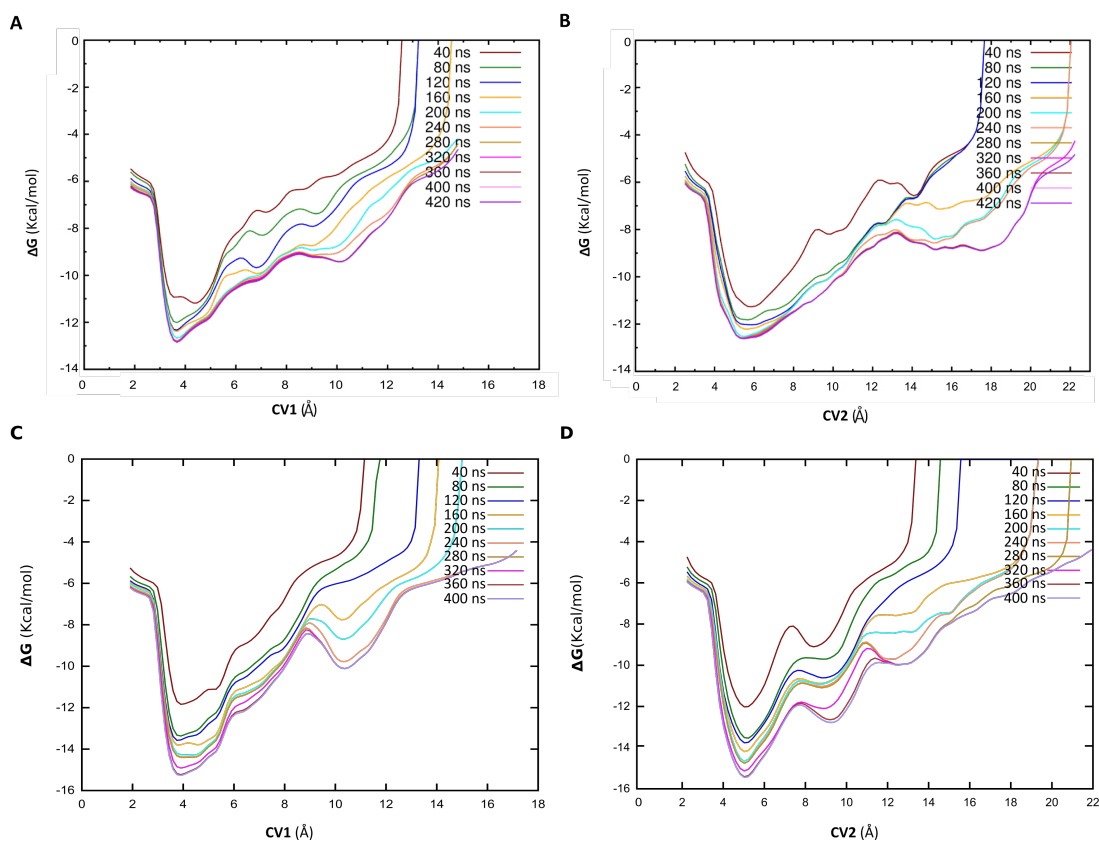 A
0
-2
-4
-6
-8
-10
-12
-14
0 2 4 6 8 10 12 14 16 18
ΔG (Kcal/mol)
CV1 (Å)
40 ns
80 ns
120 ns
160 ns
200 ns
240 ns
280 ns
320 ns
360 ns
400 ns
420 ns
B
0
-2
-4
-6
-8
-10
-12
-14
0 2 4 6 8 10 12 14 16 18 20 22
ΔG (Kcal/mol)
CV2 (Å)
40 ns
80 ns
120 ns
160 ns
200 ns
240 ns
280 ns
320 ns
360 ns
400 ns
420 ns
C
0
-2
-4
-6
-8
-10
-12
-14
-16
0 2 4 6 8 10 12 14 16 18
ΔG (Kcal/mol)
CV1 (Å)
40 ns
80 ns
120 ns
160 ns
200 ns
240 ns
280 ns
320 ns
360 ns
400 ns
D
0
-2
-4
-6
-8
-10
-12
-14
-16
0 2 4 6 8 10 12 14 16 18 20 22
ΔG(Kcal/mol)
CV2 (Å)
40 ns
80 ns
120 ns
160 ns
200 ns
240 ns
280 ns
320 ns
360 ns
400 ns